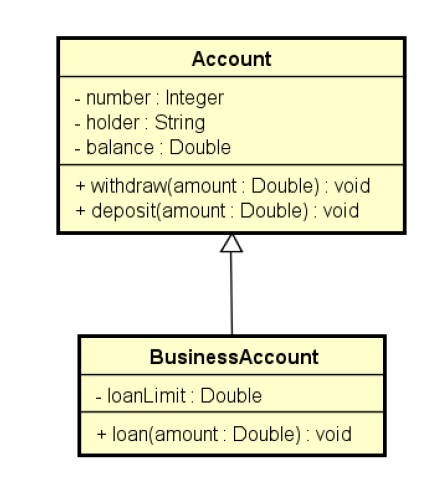 Account
- number : Integer
- holder : String
- balance : Double
+ withdraw(amount : Double) : void
+ deposit(amount : Double) : void
BusinessAccount
- loanLimit : Double
+ loan(amount : Double) : void